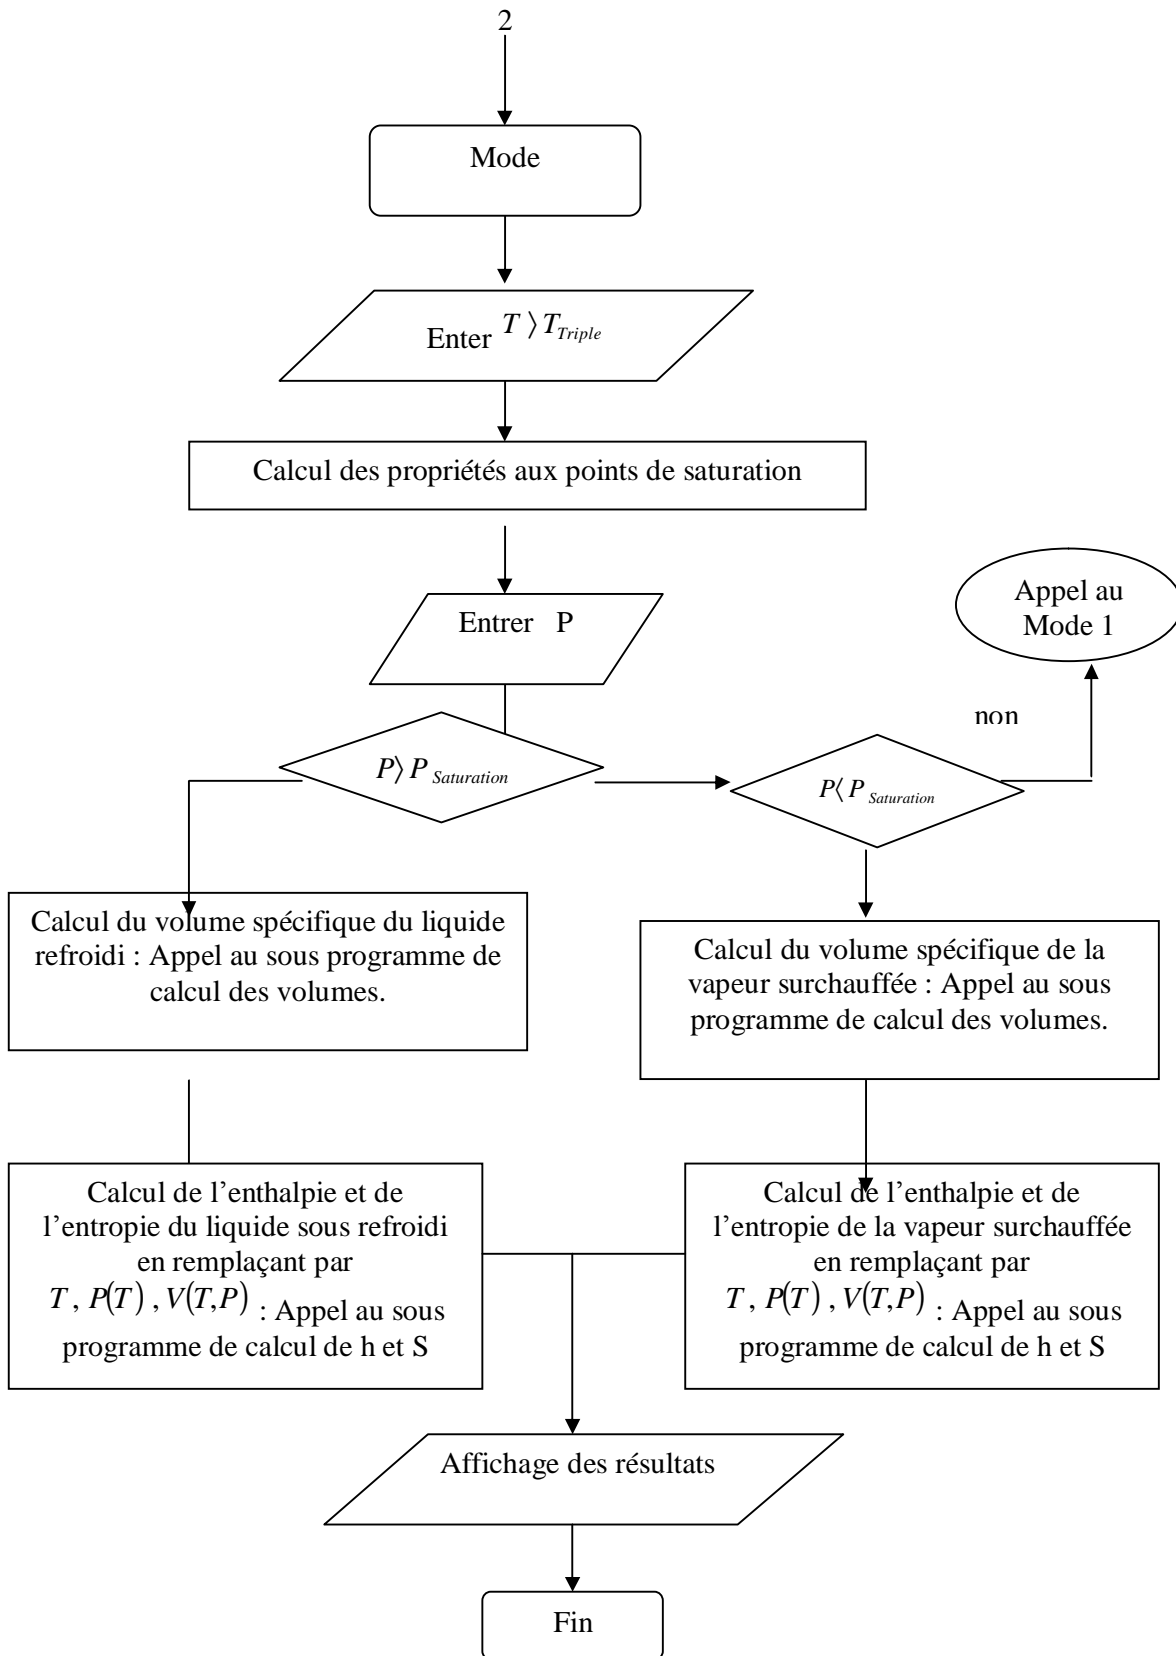 2
Mode
Enter T 〉 T Triple
Calcul des propriétés aux points de saturation
Entrer P
Appel au
Mode 1
non
P〉 P Saturation
P〈 P Saturation
Calcul du volume spécifique du liquide
refroidi : Appel au sous programme de
calcul des volumes.
Calcul du volume spécifique de la
vapeur surchauffée : Appel au sous
programme de calcul des volumes.
Calcul de l’enthalpie et de
l’entropie du liquide sous refroidi
en remplaçant par
T , P(T) , V(T,P) : Appel au sous
programme de calcul de h et S
Calcul de l’enthalpie et de
l’entropie de la vapeur surchauffée
en remplaçant par
T , P(T) , V(T,P) : Appel au sous
programme de calcul de h et S
Affichage des résultats
Fin